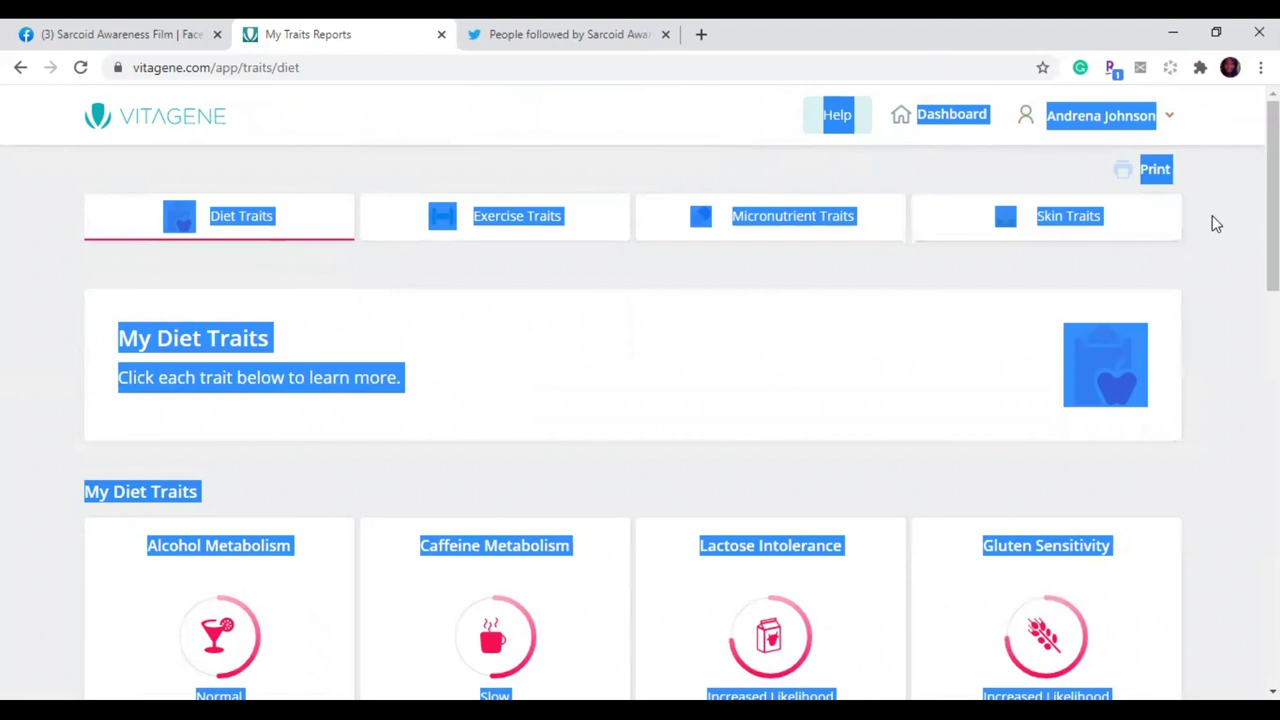 (3) Sarcoid Awareness Film | Face
My Traits Reports
People followed by Sarcoid Awa
vitagene.com/app/traits/diet
1
VITAGENE
Help
Dashboard
Andrena Johnson
Print
Diet Traits
Exercise Traits
Micronutrient Traits
Skin Traits
My Diet Traits
Click each trait below to learn more.
My Diet Traits
Alcohol Metabolism
Caffeine Metabolism
Lactose Intolerance
Gluten Sensitivity
Normal
Slow
Increased Likelihood
Increased Likelihood